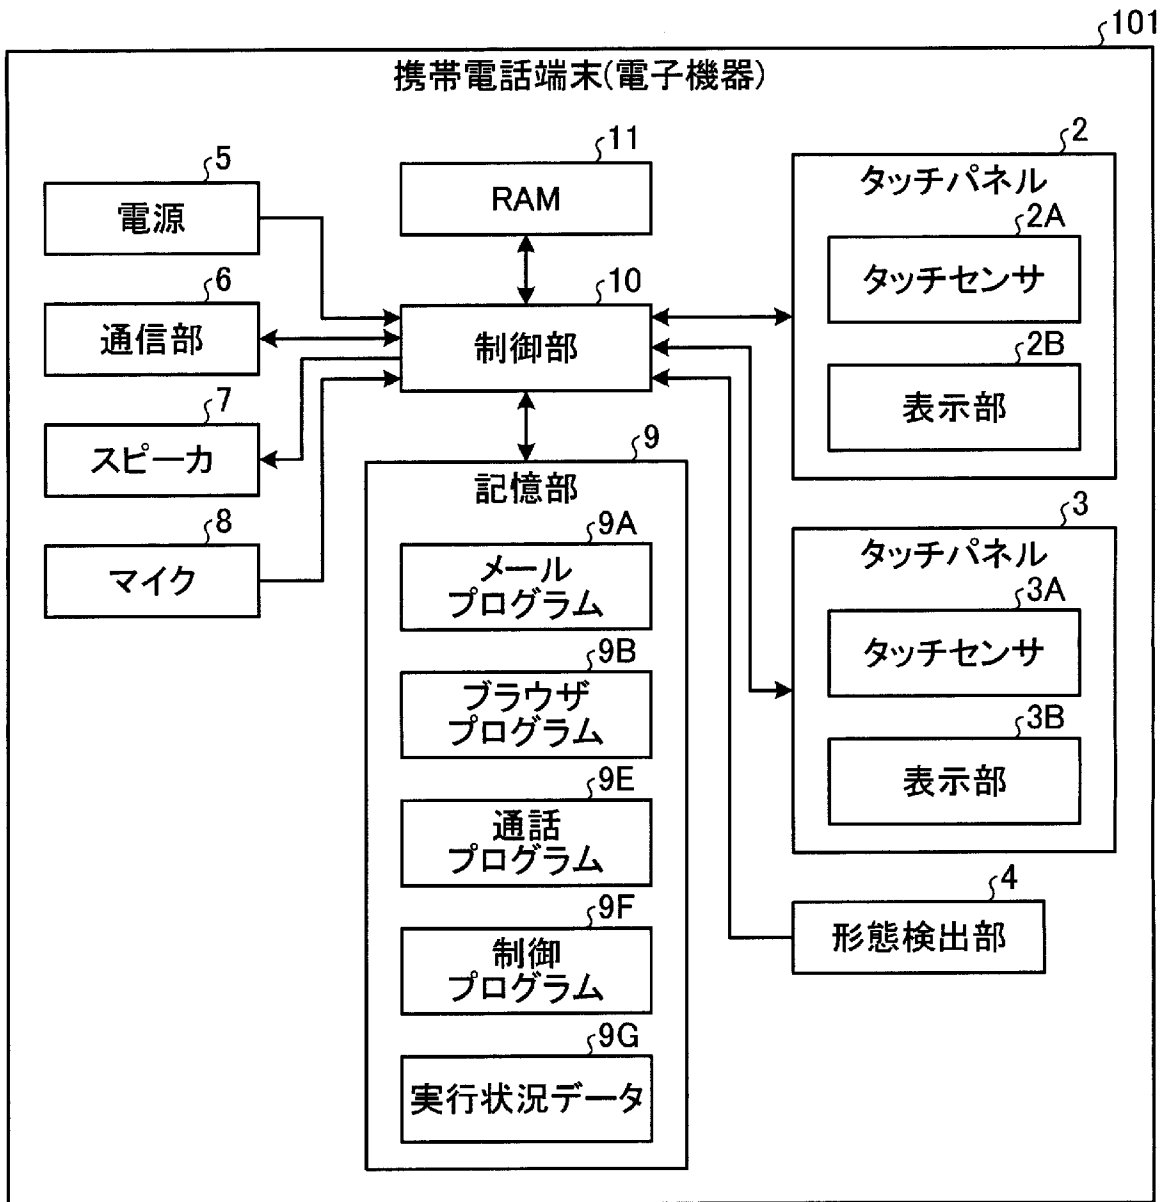 101
携帯電話端末(電子機器)
5
電源
6
通信部
7
スピーカ
8
マイク
11
RAM
10
制御部
9
記憶部
9A
メール
プログラム
9B
ブラウザ
プログラム
9E
通話
プログラム
9F
制御
プログラム
9G
実行状況データ
2
タッチパネル
2A
タッチセンサ
2B
表示部
3
タッチパネル
3A
タッチセンサ
3B
表示部
4
形態検出部